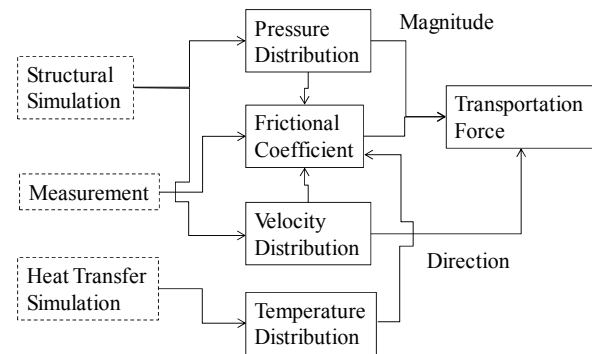 Pressure
Distribution
Magnitude
Structural
Simulation
Transportation
Force
Frictional
Coefficient
Measurement
Velocity
Distribution
Direction
Heat Transfer
Simulation
Temperature
Distribution